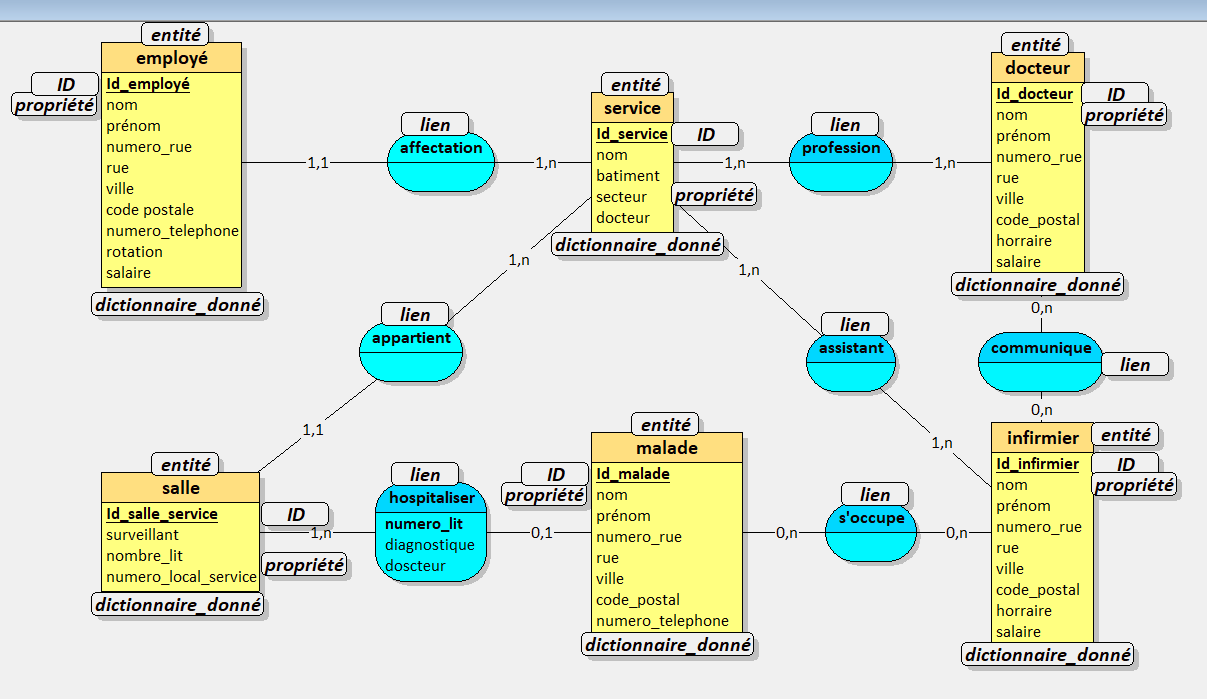 entité
employé
ID
propriété
Id_employé
nom
prénom
numero_rue
rue
ville
code postale
numero_telephone
rotation
salaire
dictionnaire_donné
1,1
lien
affectation
1,n
entité
service
Id_service
ID
nom
batiment
secteur
docteur
propriété
dictionnaire_donné
1,n
lien
profession
1,n
entité
docteur
Id_docteur
ID
propriété
nom
prénom
numero_rue
rue
ville
code_postal
horraire
salaire
dictionnaire_donné
1,n
lien
appartient
1,1
1,n
lien
assistant
1,n
0,n
communique
lien
0,n
entité
salle
Id_salle_service
ID
surveillant
nombre_lit
numero_local_service
propriété
dictionnaire_donné
1,n
lien
hospitaliser
numero_lit
diagnostique
doscteur
0,1
entité
malade
ID
propriété
Id_malade
nom
prénom
numero_rue
rue
ville
code_postal
numero_telephone
dictionnaire_donné
0,n
lien
s'occupe
0,n
infirmier
entité
Id_infirmier
ID
propriété
nom
prénom
numero_rue
rue
ville
code_postal
horraire
salaire
dictionnaire_donné